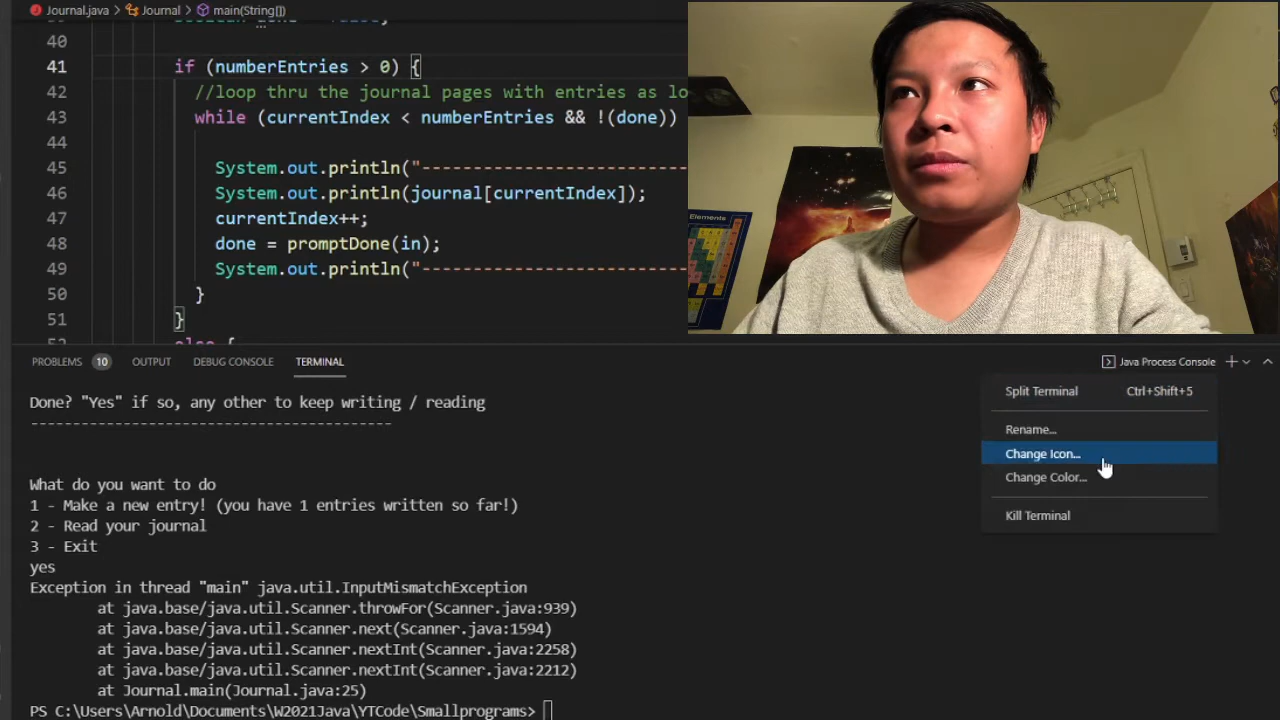 Journal.java > Journal > main(String[])
40
41 if (numberEntries > 0) {
42 //loop thru the journal pages with entries as lo
43 while (currentIndex < numberEntries && !(done))
44
45 System.out.println("--------------------------------
46 System.out.println(journal[currentIndex]);
47 currentIndex++;
48 done = promptDone(in);
49 System.out.println("--------------------------------
50 }
51 }
else {
Elemente
PROBLEMS 10 OUTPUT DEBUG CONSOLE TERMINAL
Java Process Console
Split Terminal Ctrl+Shift+5
Rename...
Change Icon...
Change Color...
Kill Terminal
Done? "Yes" if so, any other to keep writing / reading
-------------------------------------------
What do you want to do
1 - Make a new entry! (you have 1 entries written so far!)
2 - Read your journal
3 - Exit
yes
Exception in thread "main" java.util.InputMismatchException
at java.base/java.util.Scanner.throwFor(Scanner.java:939)
at java.base/java.util.Scanner.next(Scanner.java:1594)
at java.base/java.util.Scanner.nextInt(Scanner.java:2258)
at java.base/java.util.Scanner.nextInt(Scanner.java:2212)
at Journal.main(Journal.java:25)
PS C:\Users\Arnold\Documents\W2021Java\YTCode\Smallprograms>